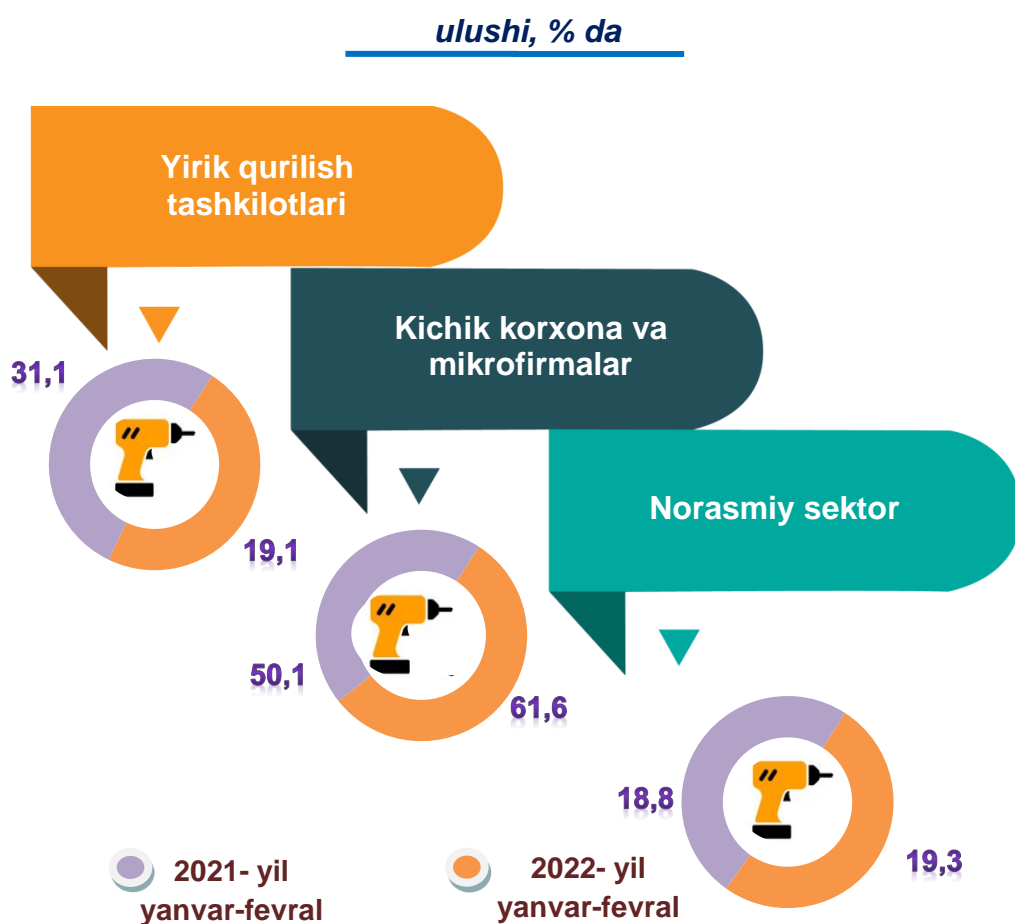 ulushi, % da
Yirik qurilish
tashkilotlari
Kichik korxona va
mikrofirmalar
31,1
Norasmiy sektor
19,1
50,1
61,6
18,8
19,3
2021- yil
yanvar-fevral
2022- yil
yanvar-fevral